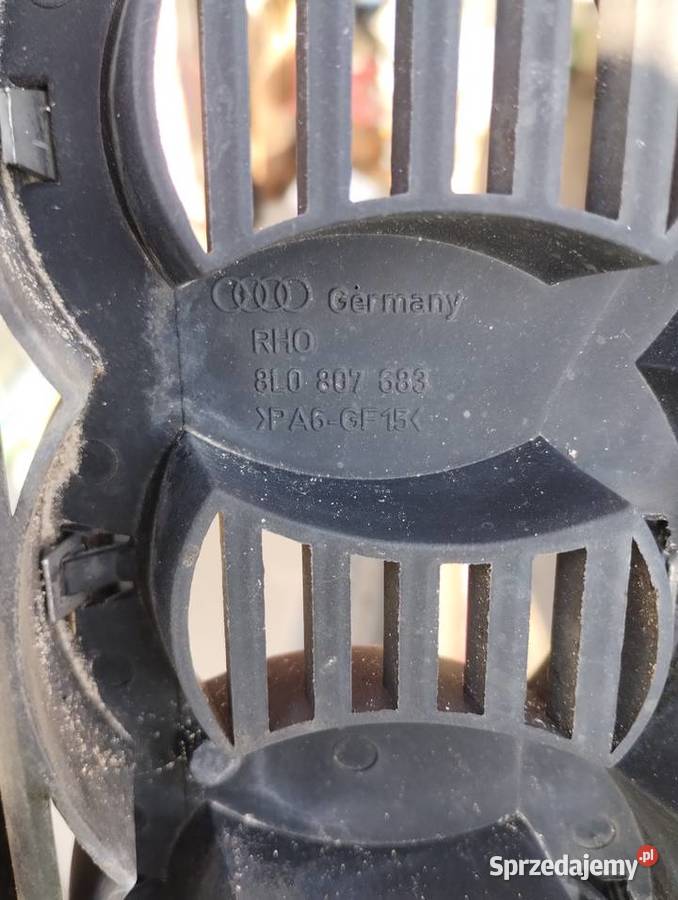 Germany
RHO
8L0 807 683
>PA6-GF15<
Sprzedajemy.pl